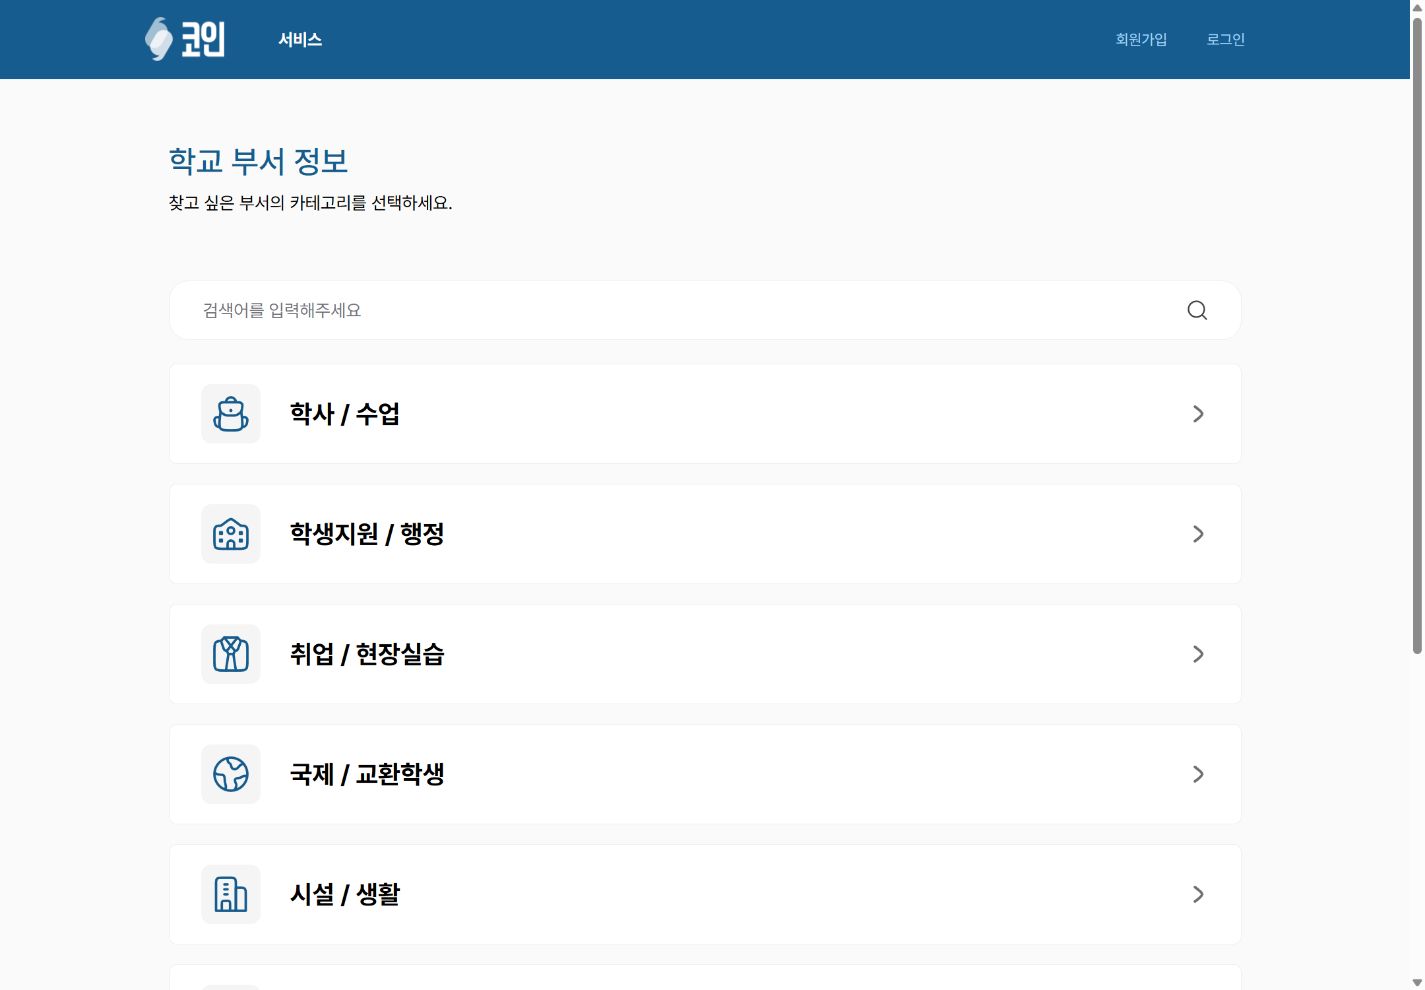 코인
서비스
회원가입
로그인
학교 부서 정보
찾고 싶은 부서의 카테고리를 선택하세요.
검색어를 입력해주세요
학사 / 수업
학생지원 / 행정
취업 / 현장실습
국제 / 교환학생
시설 / 생활